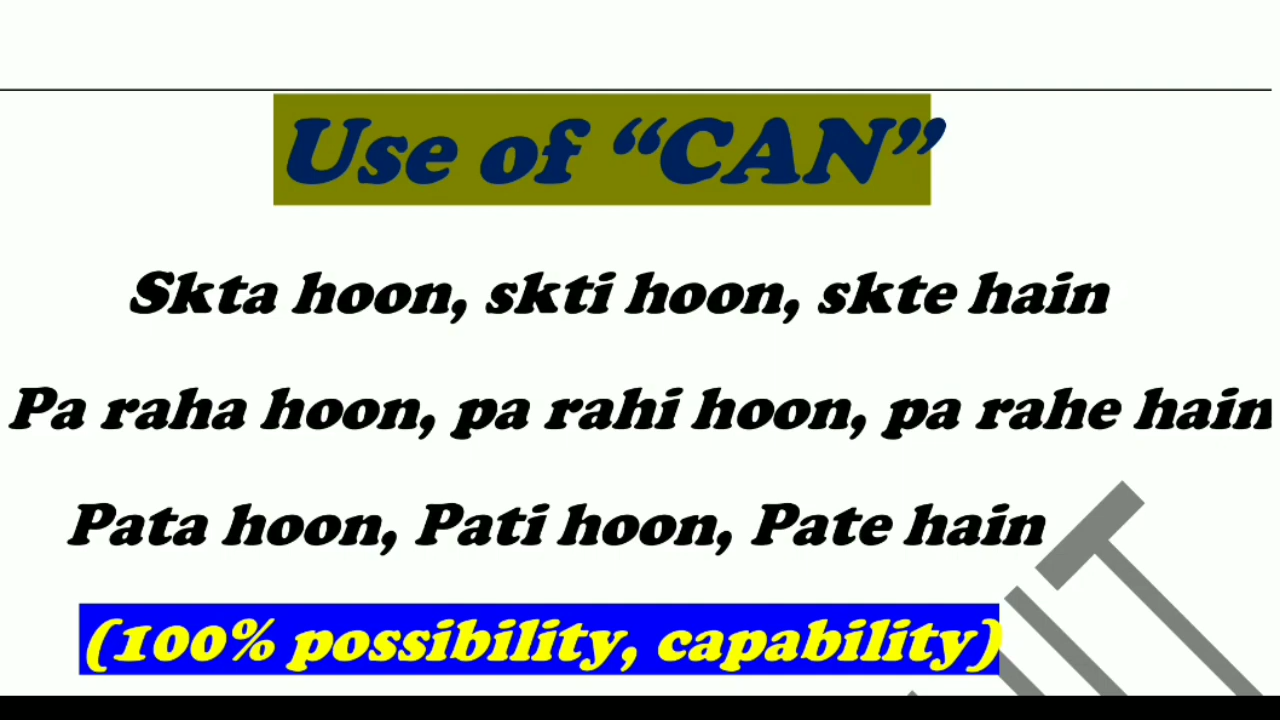 Use of “CAN”
Skta hoon, skti hoon, skte hain
Pa raha hoon, pa rahi hoon, pa rahe hain
Pata hoon, Pati hoon, Pate hain
(100% possibility, capability)